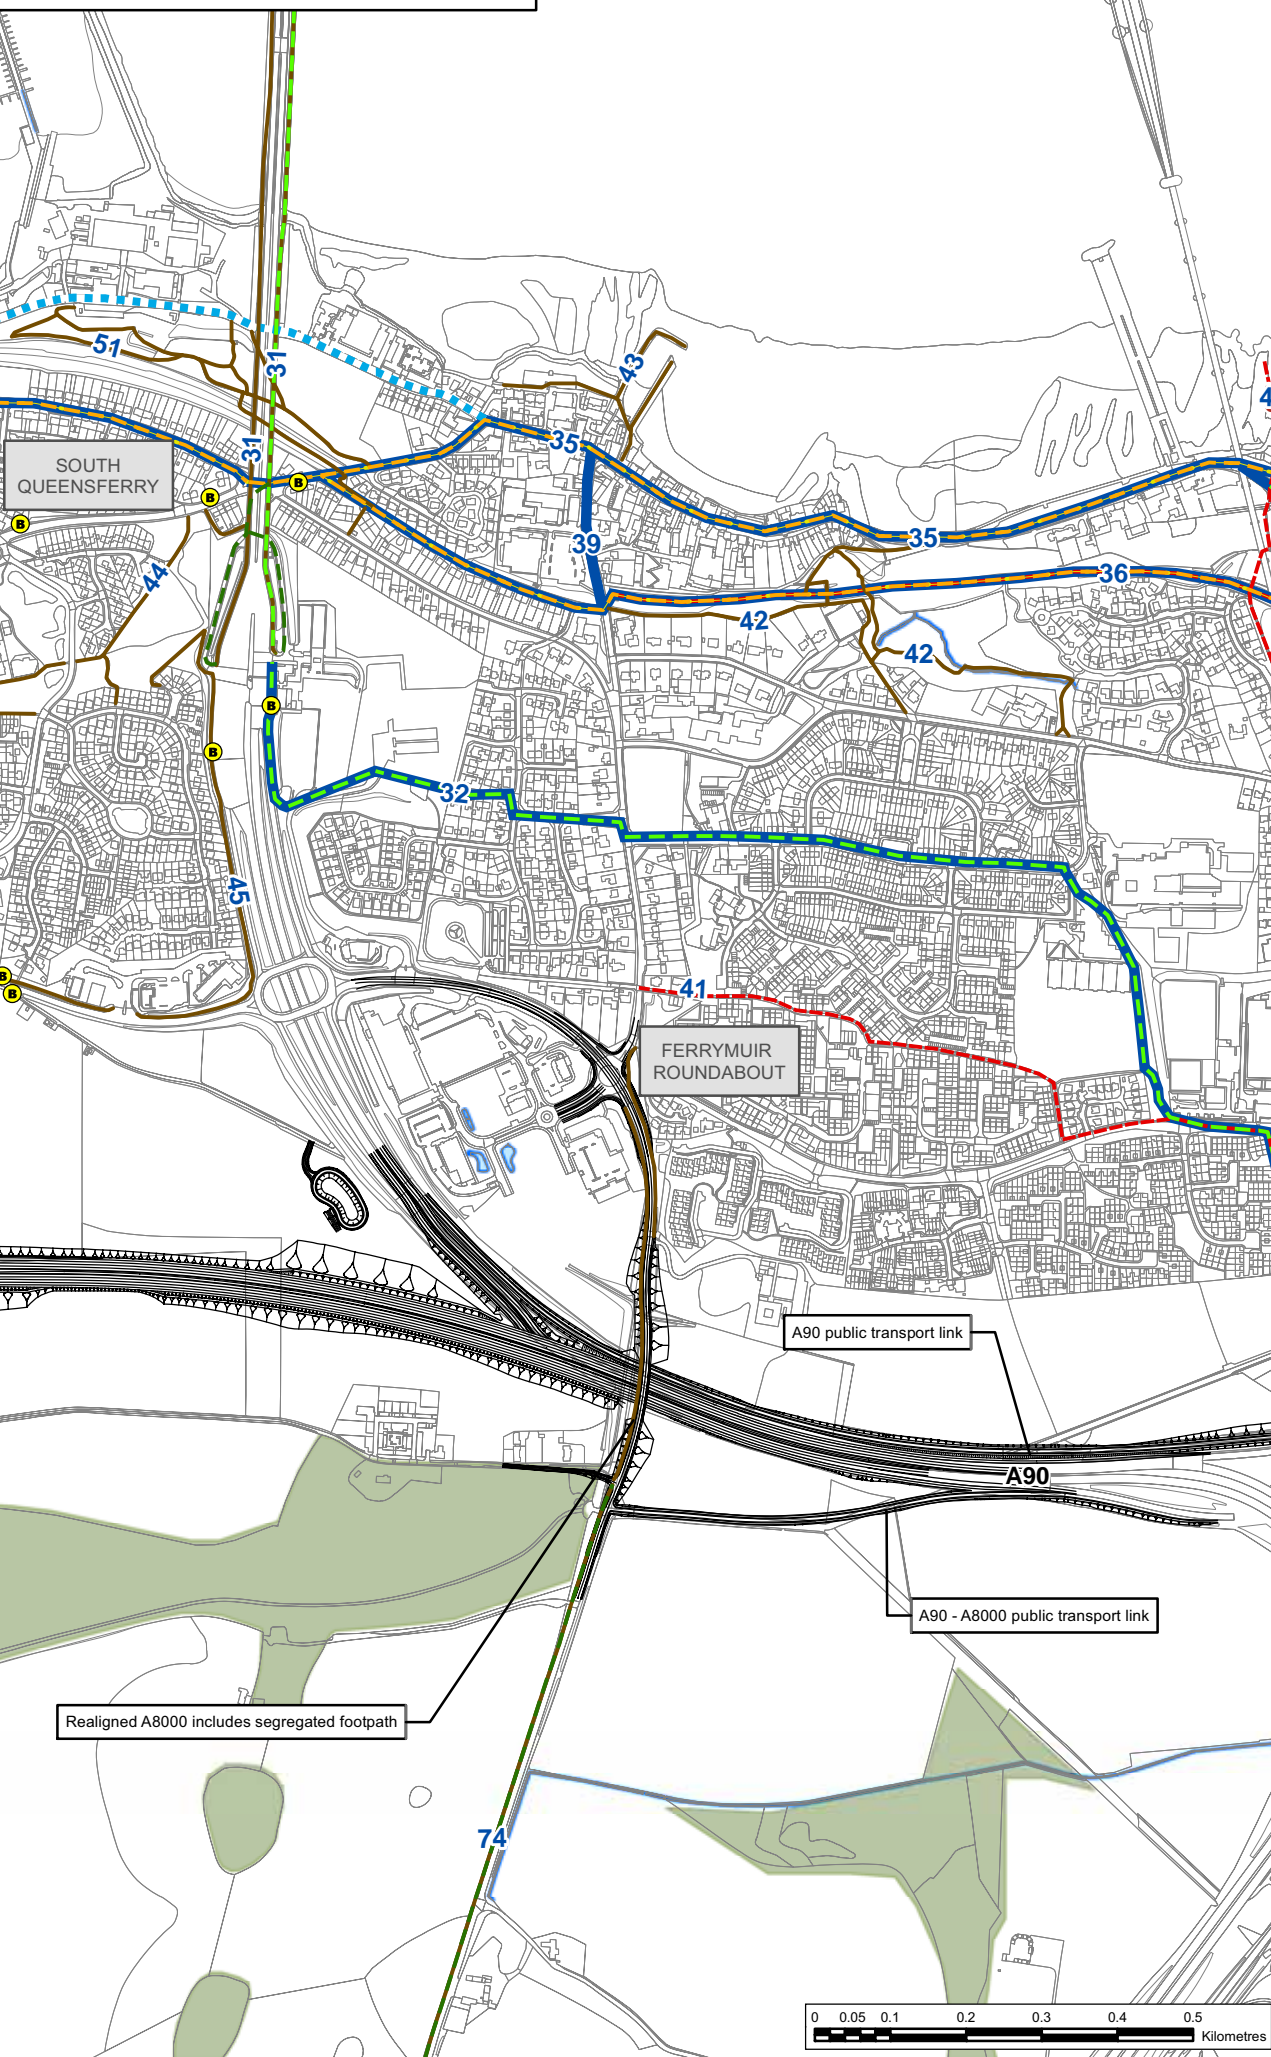 51
31
43
31
35
SOUTH
QUEENSFERRY
B
B
B
4
39
35
44
36
42
42
B
B
32
45
B
B
41
FERRYMUIR
ROUNDABOUT
A90 public transport link
A90
A90 - A8000 public transport link
Realigned A8000 includes segregated footpath
74
0 0.05 0.1 0.2 0.3 0.4 0.5
Kilometres